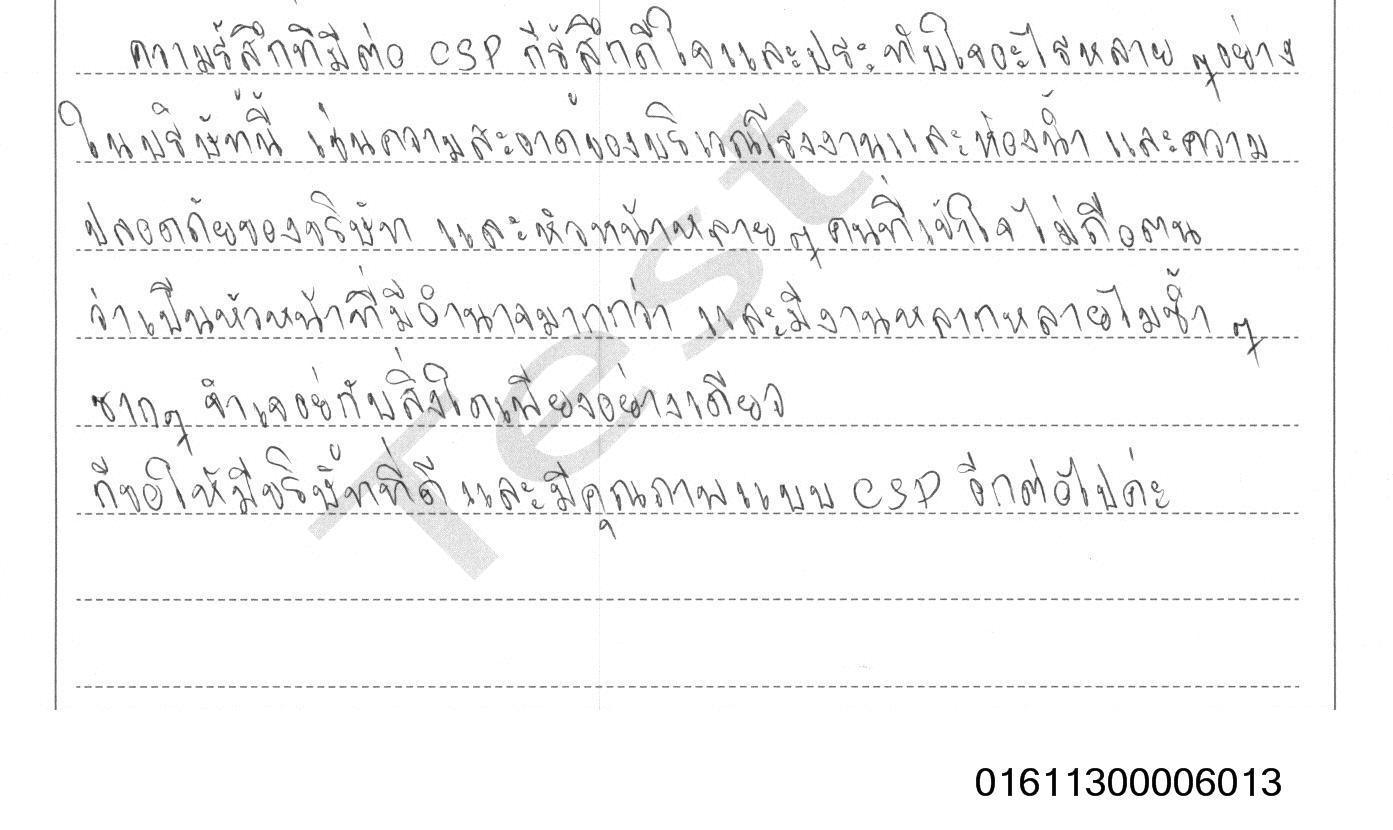 ความรู้สึกที่มีต่อ CSP ก็รู้สึกดีใจและประทับใจอะไรหลาย ๆ อย่าง
ในบริษัทนี้ เช่นความสะอาดของบริเวณโรงงานและห้องน้ำ และความ
ปลอดภัยของบริษัท และหัวหน้าหลาย ๆ คนที่เข้าใจ ไม่ถือตน
ว่าเป็นหัวหน้าที่มีอำนาจมากกว่า และมีงานหลากหลายไม่ซ้ำ ๆ
ซากๆ จำเจอยู่กับสิ่งใดเพียงอย่างเดียว
ก็ขอให้มีบริษัทที่ดี และมีคุณภาพแบบ CSP อีกต่อไปค่ะ
Test
01611300006013